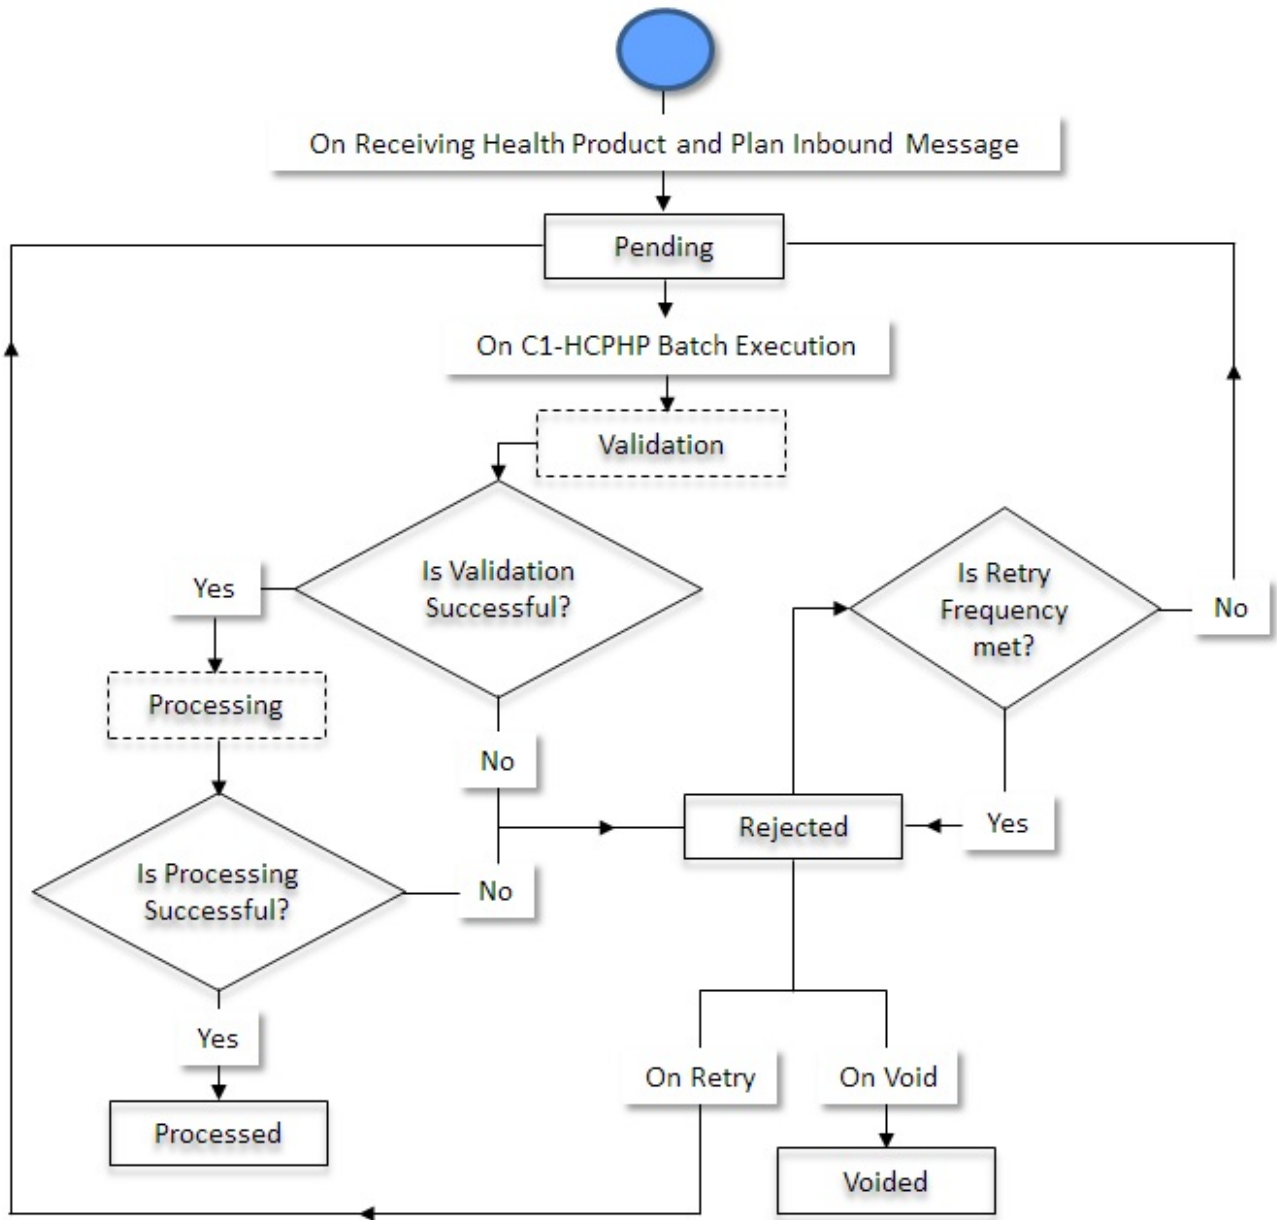 On Receiving Health Product and Plan Inbound Message
Pending
On C1-HCPHP Batch Execution
Validation
Is Validation
Successful?
Yes
No
Processing
Is Processing
Successful?
No
Yes
Processed
Is Retry
Frequency
met?
No
Yes
Rejected
On Retry
On Void
Voided